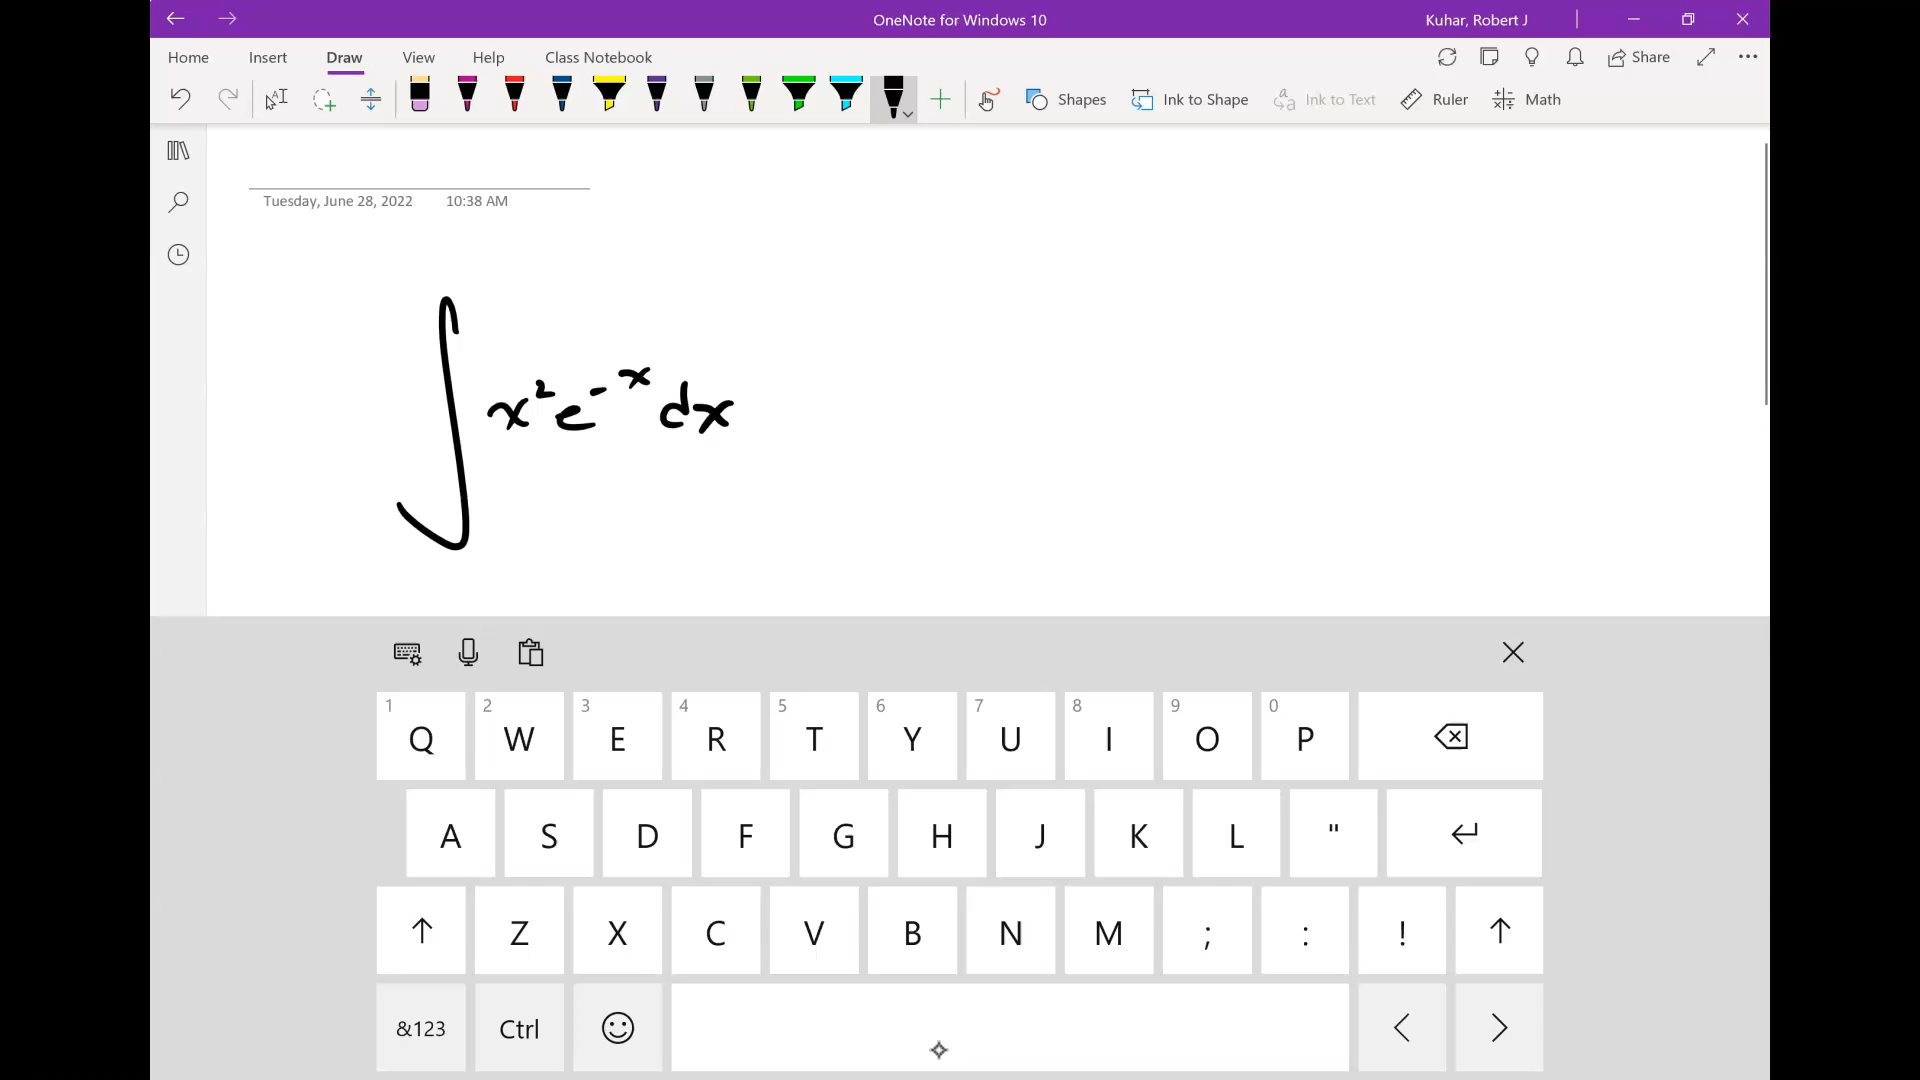 OneNote for Windows 10
Kuhar, Robert J
Home Insert Draw View Help Class Notebook
Share
Shapes Ink to Shape Ink to Text Ruler Math
Tuesday, June 28, 2022 10:38 AM
∫ x² e⁻ˣ dx
1 2 3 4 5 6 7 8 9 0
Q W E R T Y U I O P
A S D F G H J K L "
Z X C V B N M ; : !
&123 Ctrl